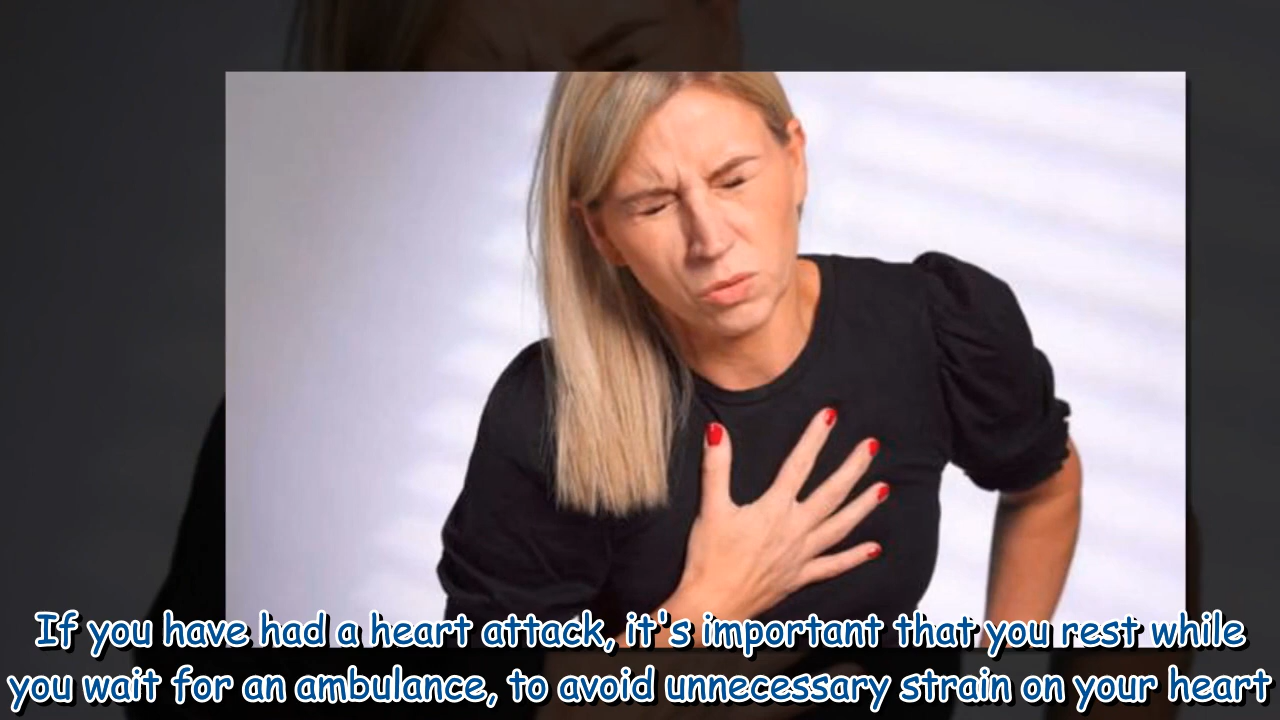 If you have had a heart attack, it's important that you rest while
you wait for an ambulance, to avoid unnecessary strain on your heart